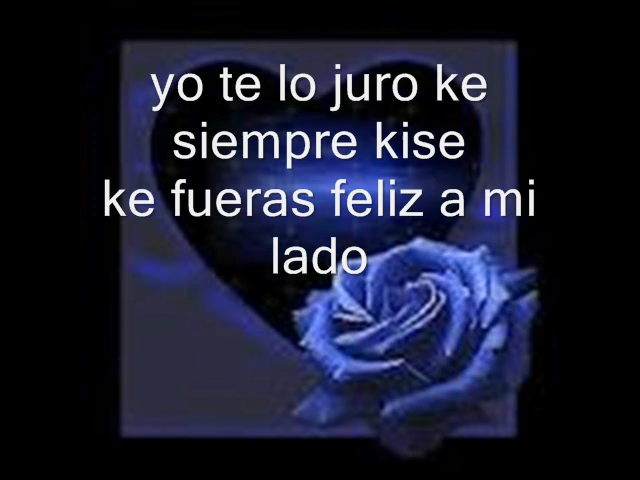 yo te lo juro ke
siempre kise
ke fueras feliz a mi
lado